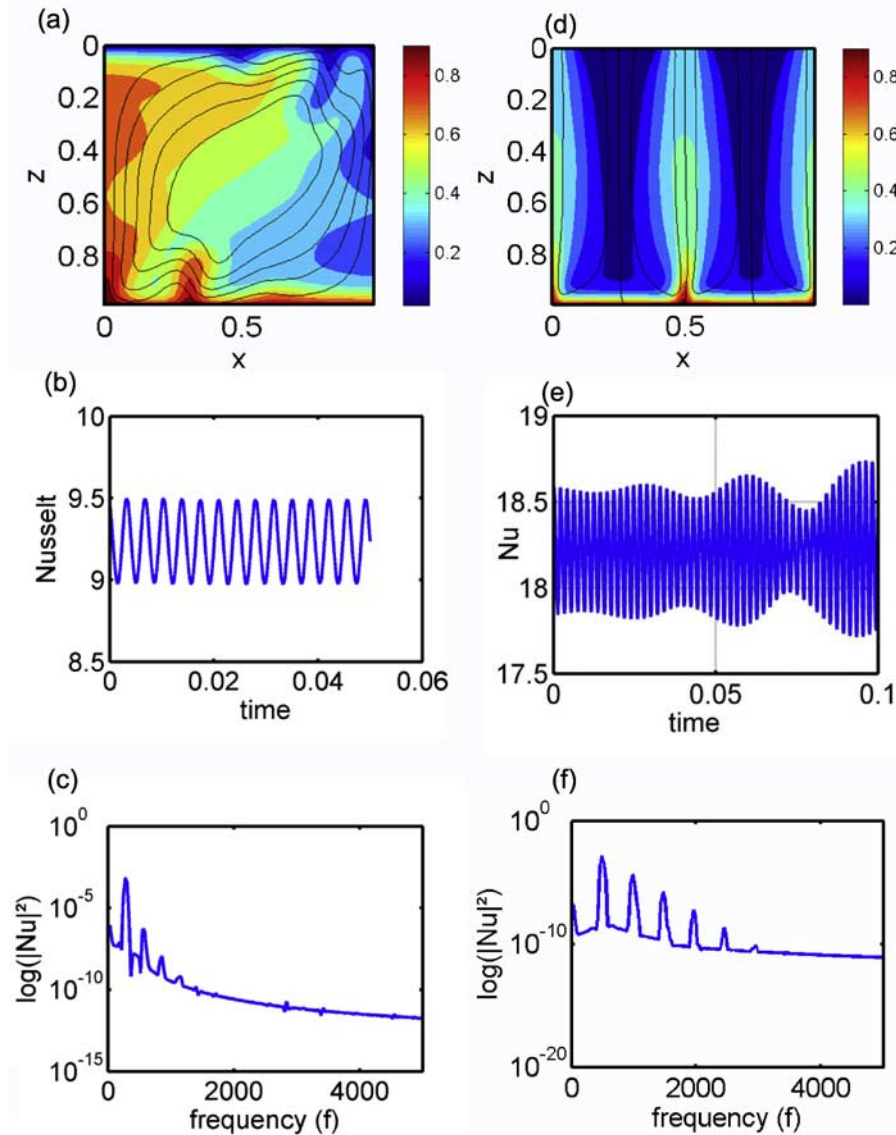 (a)
0
0.2
0.4
0.6
0.8
z
0
0.5
x
0.8
0.6
0.4
0.2
(d)
0
0.2
0.4
0.6
0.8
z
0
0.5
x
0.8
0.6
0.4
0.2
(b)
10
9.5
9
8.5
Nusselt
0
0.02
0.04
0.06
time
(e)
19
18.5
18
17.5
Nu
0
0.05
0.1
time
(c)
10⁰
10⁻⁵
10⁻¹⁰
10⁻¹⁵
log(|Nu|²)
0
2000
4000
frequency (f)
(f)
10⁰
10⁻¹⁰
10⁻²⁰
log(|Nu|²)
0
2000
4000
frequency (f)